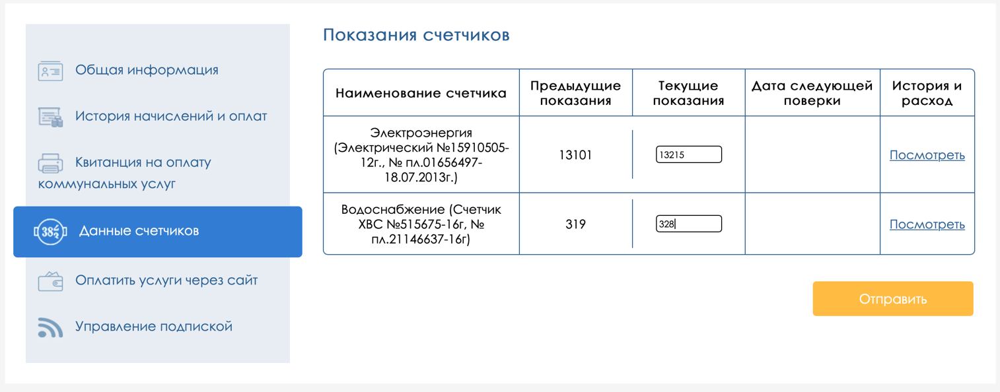 Общая информация
История начислений и оплат
Квитанция на оплату
коммунальных услуг
Данные счетчиков
Оплатить услуги через сайт
Управление подпиской
Показания счетчиков
Наименование счетчика
Предыдущие
показания
Текущие
показания
Дата следующей
поверки
История и
расход
Электроэнергия
(Электрический №15910505-
12г., № пл.01656497-
18.07.2013г.)
13101
13215
Посмотреть
Водоснабжение (Счетчик
ХВС №515675-16г, №
пл.21146637-16г)
319
328
Посмотреть
Отправить